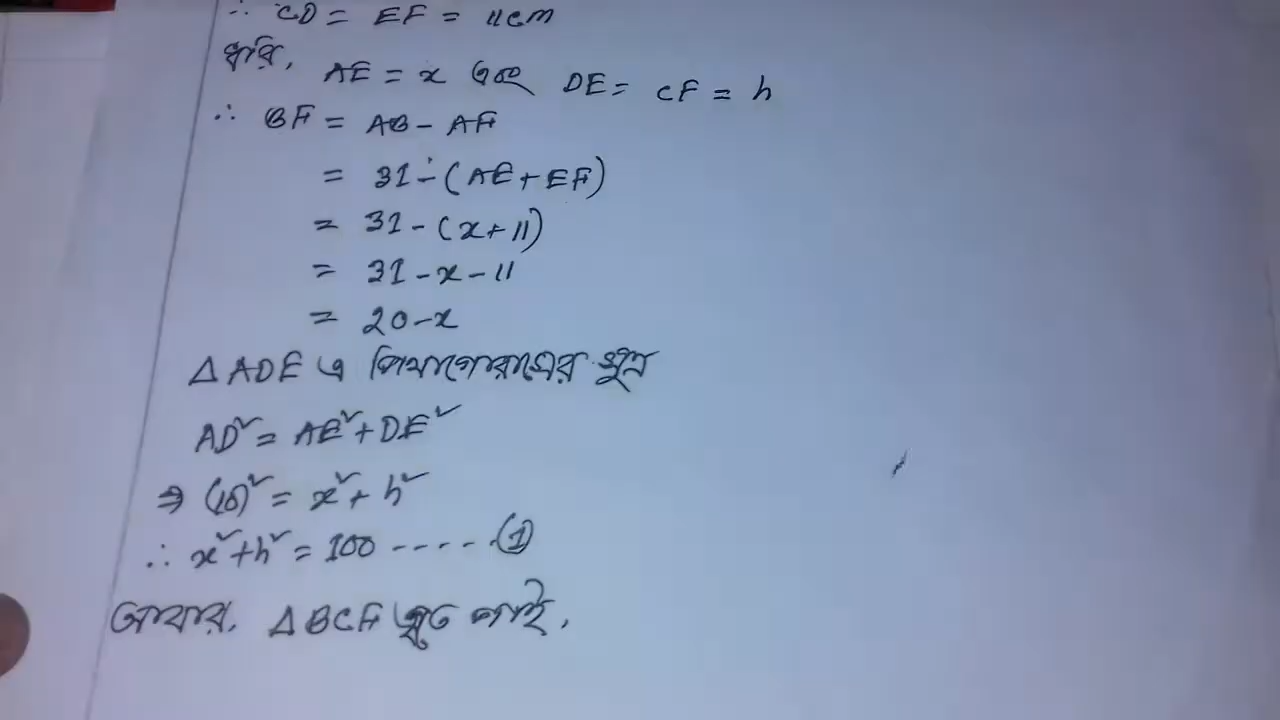 ∴ CD = EF = 11cm
ধরি, AE = x এবং DE = CF = h
∴ BF = AB - AF
= 31 - (AE + EF)
= 31 - (x + 11)
= 31 - x - 11
= 20 - x
△ ADE এ পিথাগোরাসের সূত্র
AD² = AE² + DE²
⇒ (10)² = x² + h²
∴ x² + h² = 100 ----- (1)
আবার, △ BCF হতে পাই,